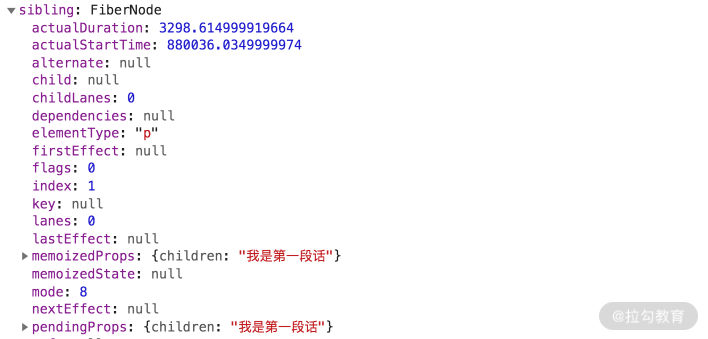 sibling: FiberNode
actualDuration: 3298.614999919664
actualStartTime: 880036.0349999974
alternate: null
child: null
childLanes: 0
dependencies: null
elementType: "p"
firstEffect: null
flags: 0
index: 1
key: null
lanes: 0
lastEffect: null
memoizedProps: {children: "我是第一段话"}
memoizedState: null
mode: 8
nextEffect: null
pendingProps: {children: "我是第一段话"}
@拉勾教育